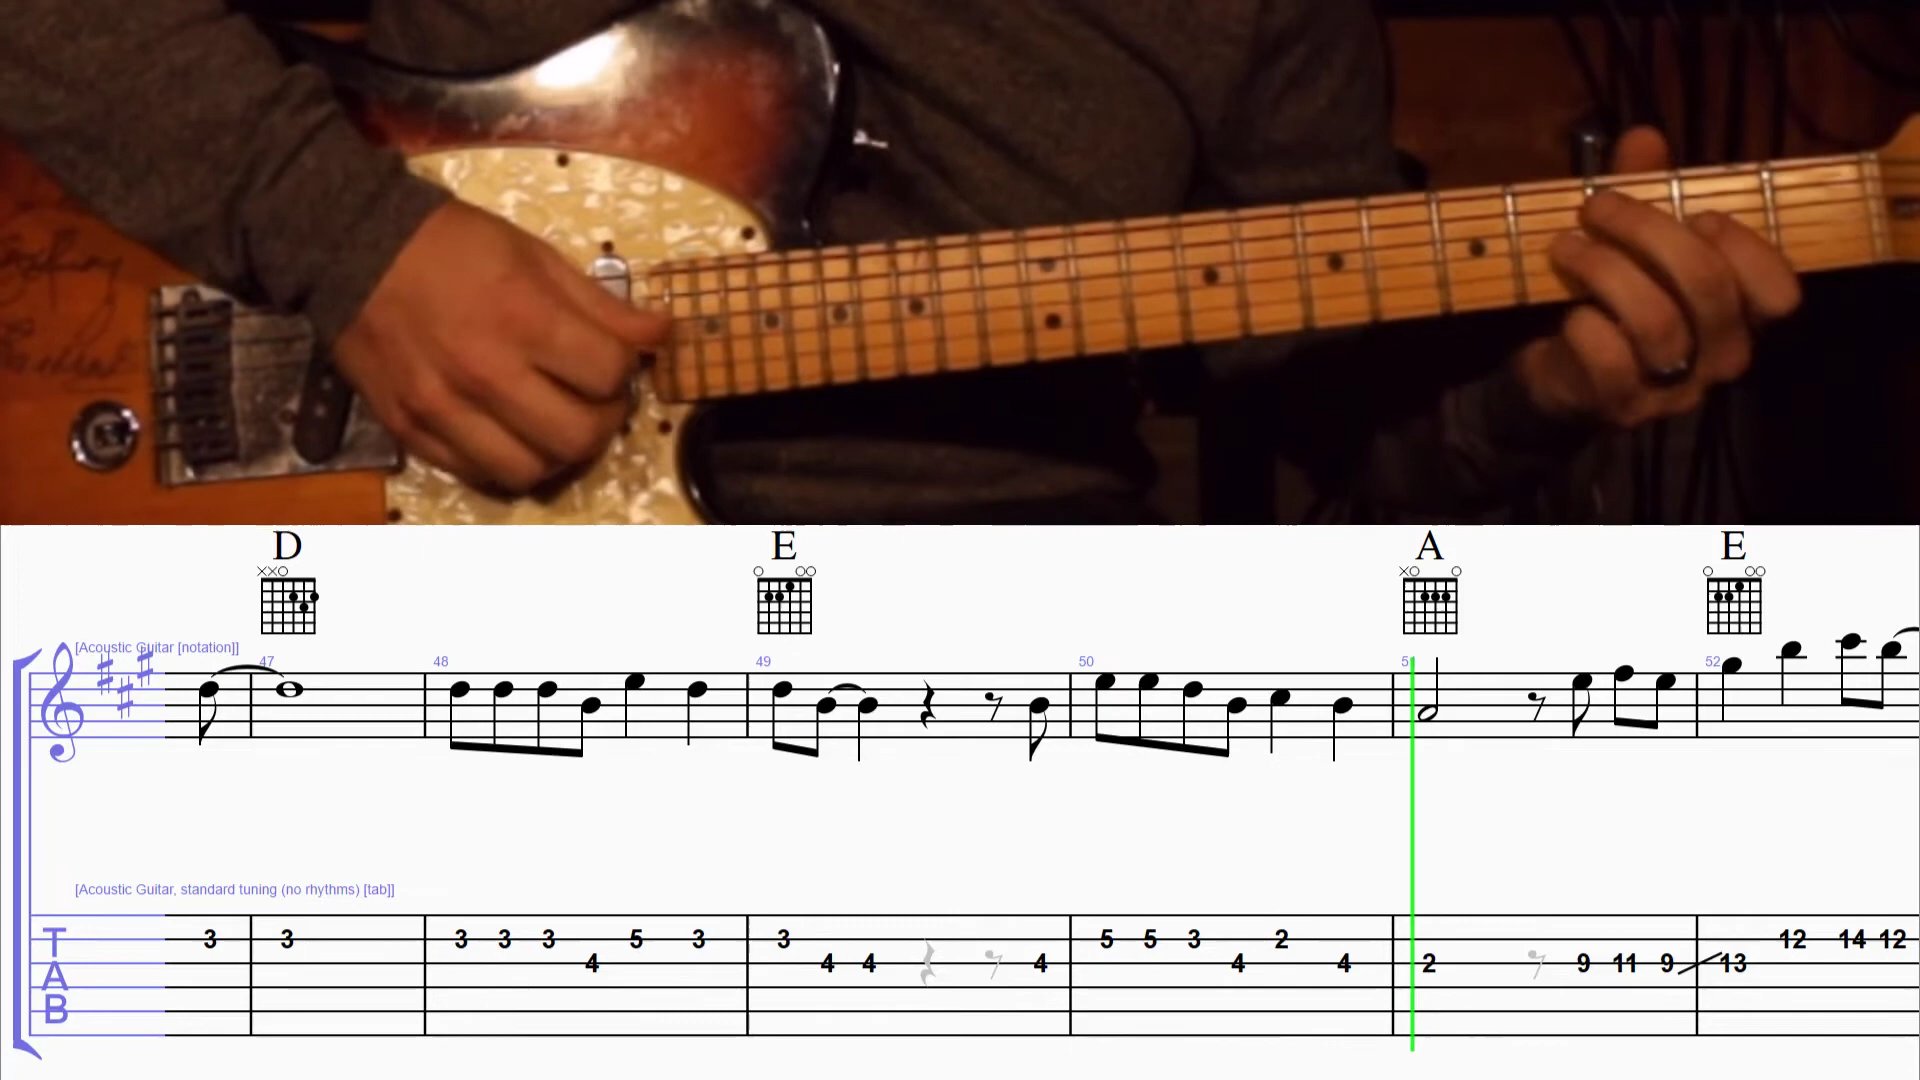 D E A E
[Acoustic Guitar [notation]]
47 48 49 50 51 52
[Acoustic Guitar, standard tuning (no rhythms) [tab]]
T
A
B
3 3 3 3 3 5 3 3 5 5 3 2 12 14 12
4 4 4 4 4 4 2 9 11 9 13